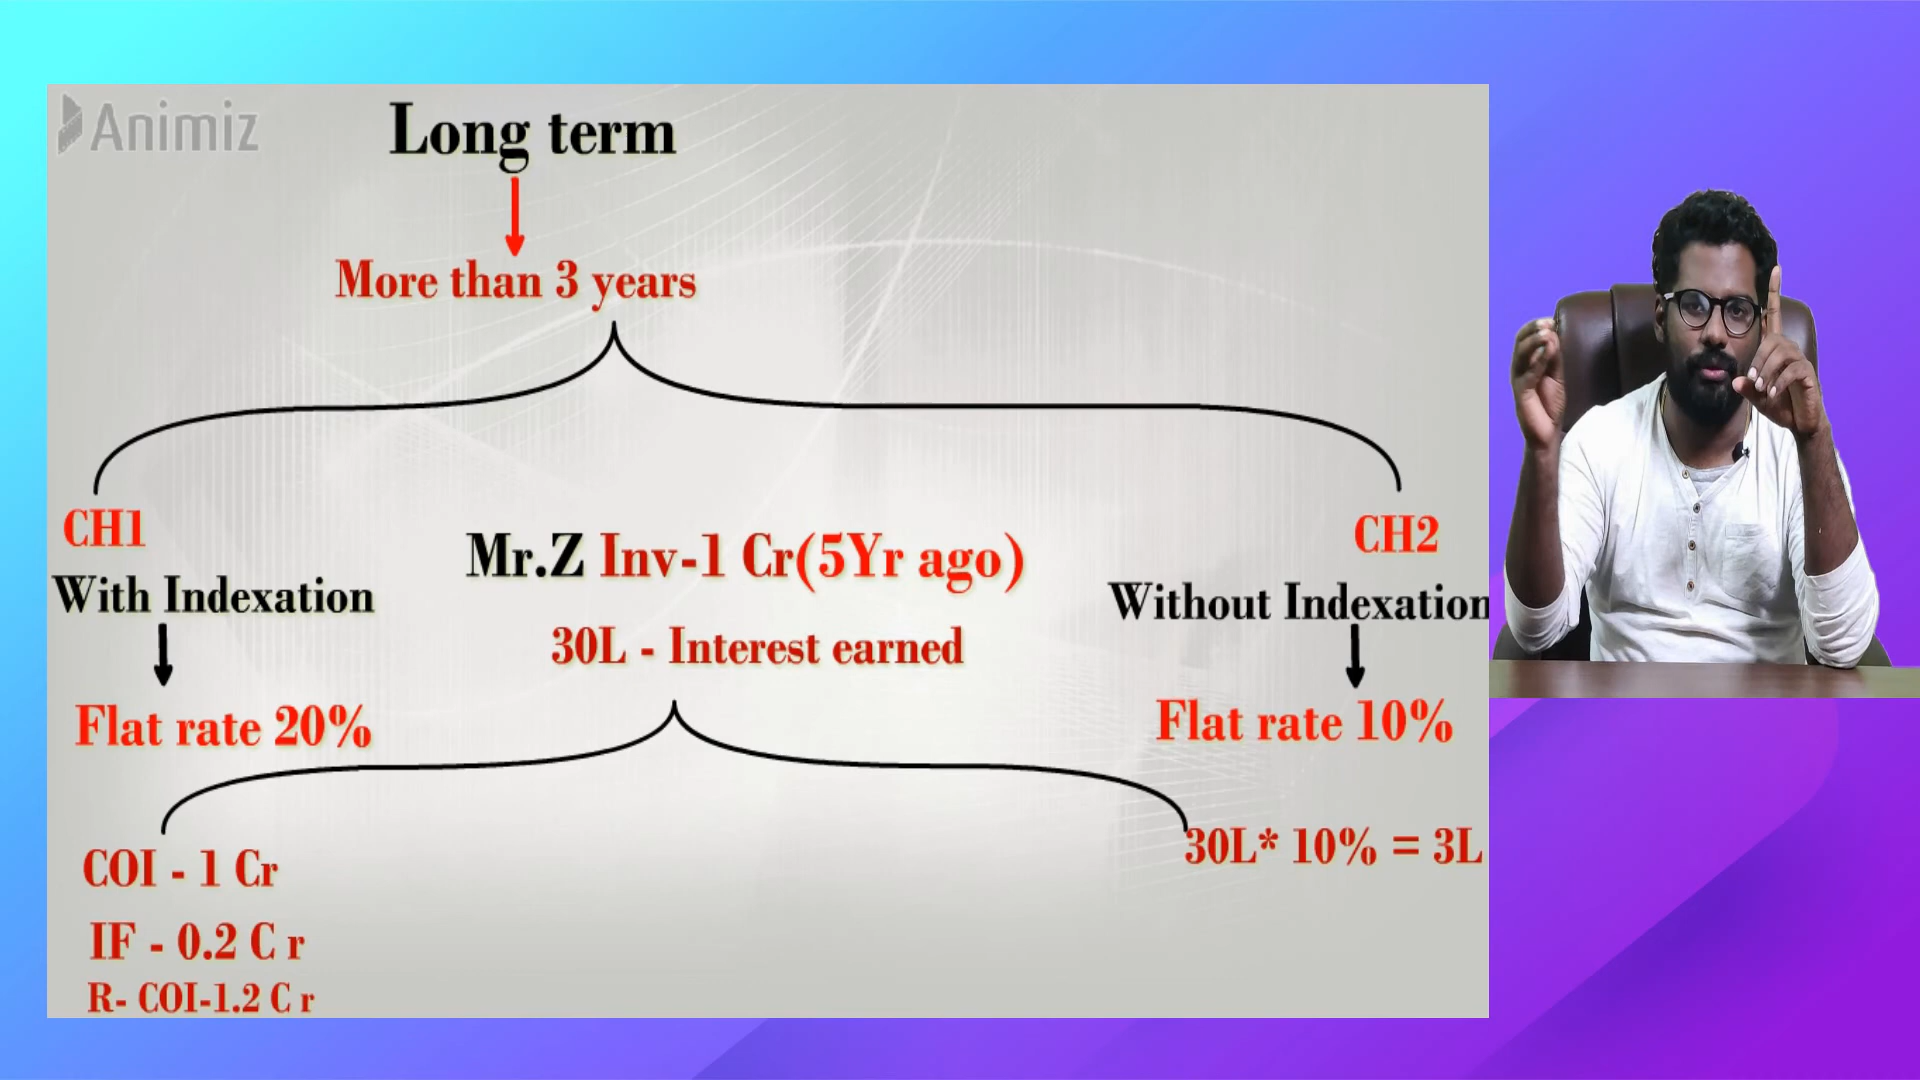 Animiz
Long term
More than 3 years
CH1
CH2
With Indexation
Mr.Z Inv-1 Cr(5Yr ago)
Without Indexation
30L - Interest earned
Flat rate 20%
Flat rate 10%
COI - 1 Cr
30L* 10% = 3L
IF - 0.2 C r
R- COI-1.2 C r